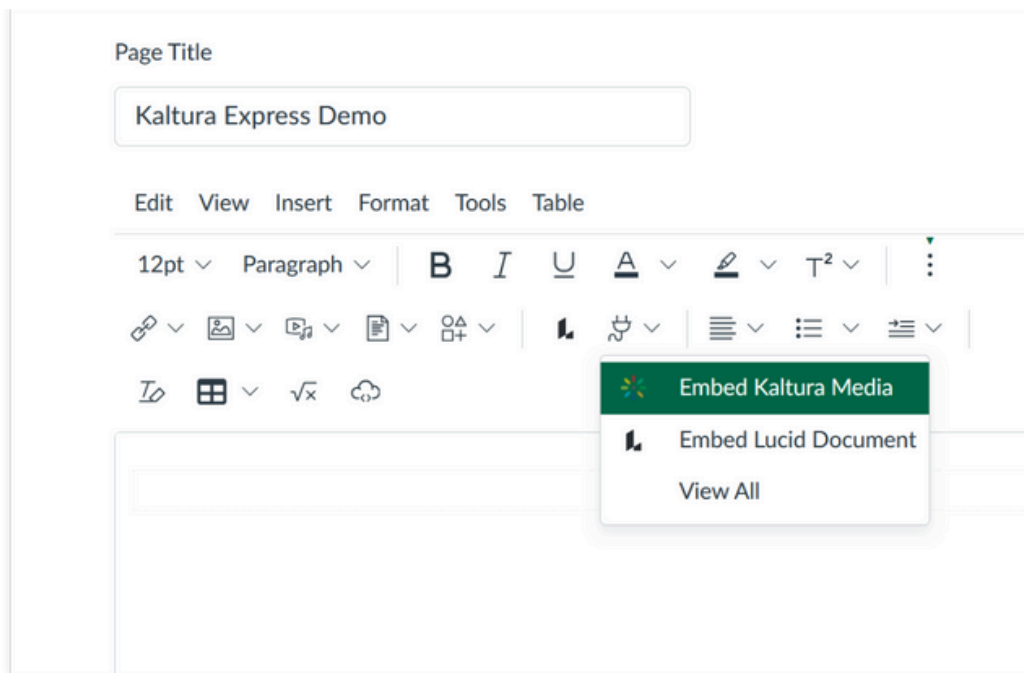 Page Title
Kaltura Express Demo
Edit View Insert Format Tools Table
12pt Paragraph B I U A T²
Embed Kaltura Media
Embed Lucid Document
View All